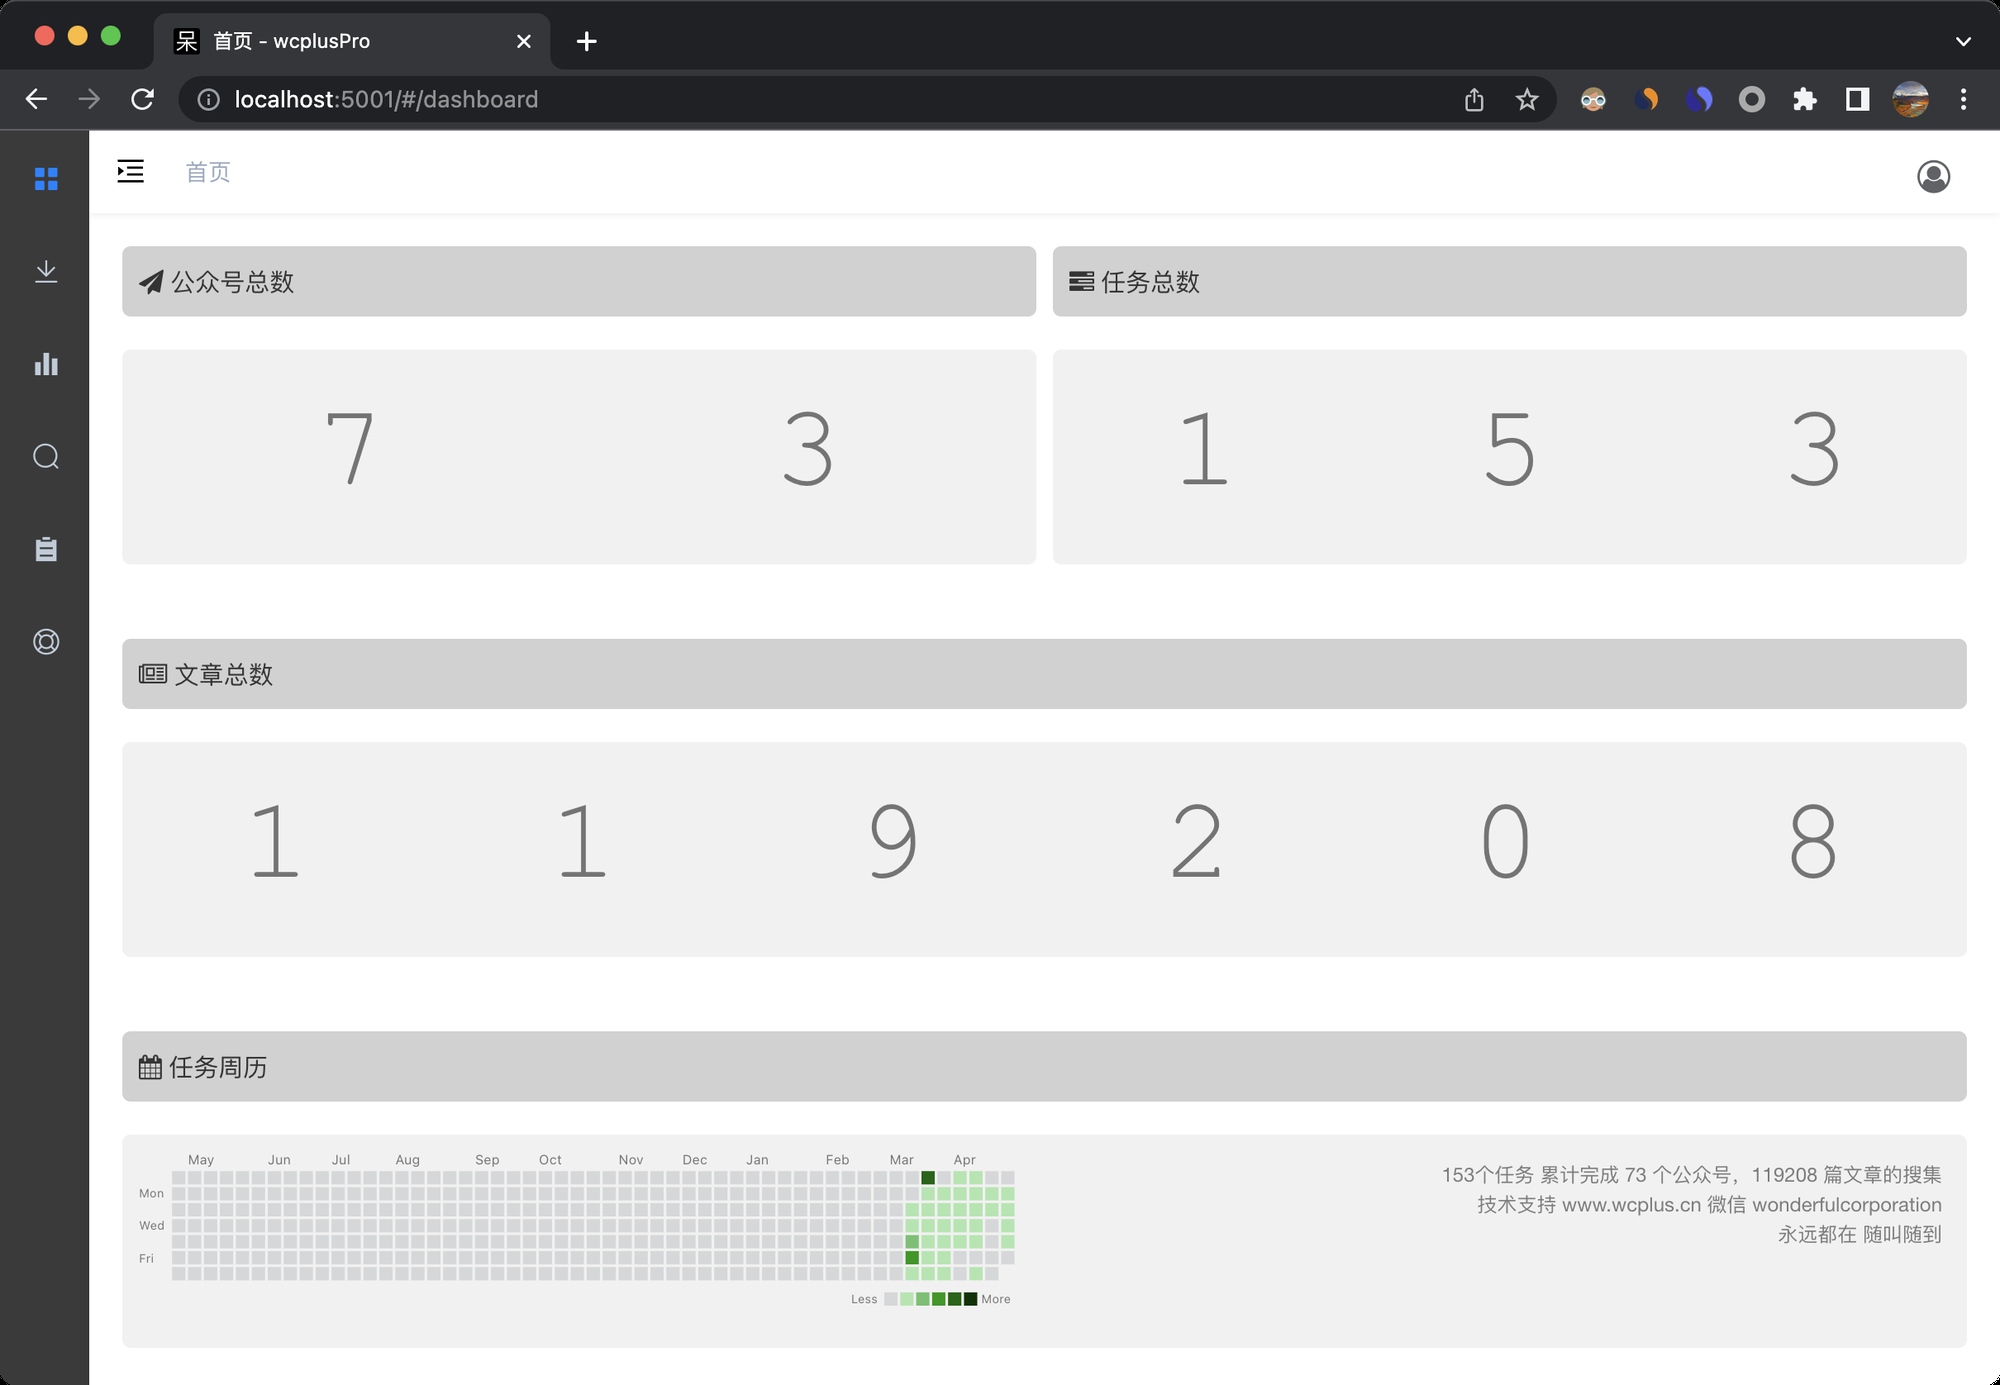 呆 首页 - wcplusPro
localhost:5001/#/dashboard
首页
公众号总数
任务总数
7 3
1 5 3
文章总数
1 1 9 2 0 8
任务周历
May Jun Jul Aug Sep Oct Nov Dec Jan Feb Mar Apr
Mon
Wed
Fri
Less More
153个任务 累计完成 73 个公众号，119208 篇文章的搜集
技术支持 www.wcplus.cn 微信 wonderfulcorporation
永远都在 随叫随到